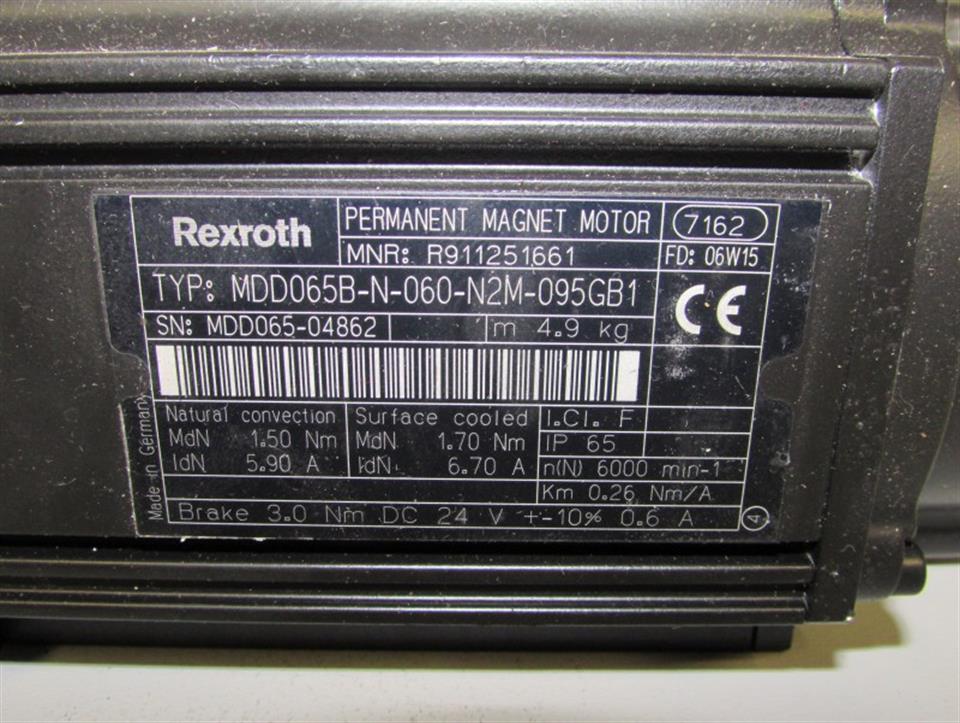 Rexroth
PERMANENT MAGNET MOTOR
7162
MNR: R911251661
FD: 06W15
TYP: MDD065B-N-060-N2M-095GB1
CE
SN: MDD065-04862
m 4.9 kg
Natural convection
Surface cooled
I.Cl. F
MdN 1.50 Nm
MdN 1.70 Nm
IP 65
IdN 5.90 A
IdN 6.70 A
n(N) 6000 min-1
Km 0.26 Nm/A
Brake 3.0 Nm DC 24 V +-10% 0.6 A
4
Made in Germany